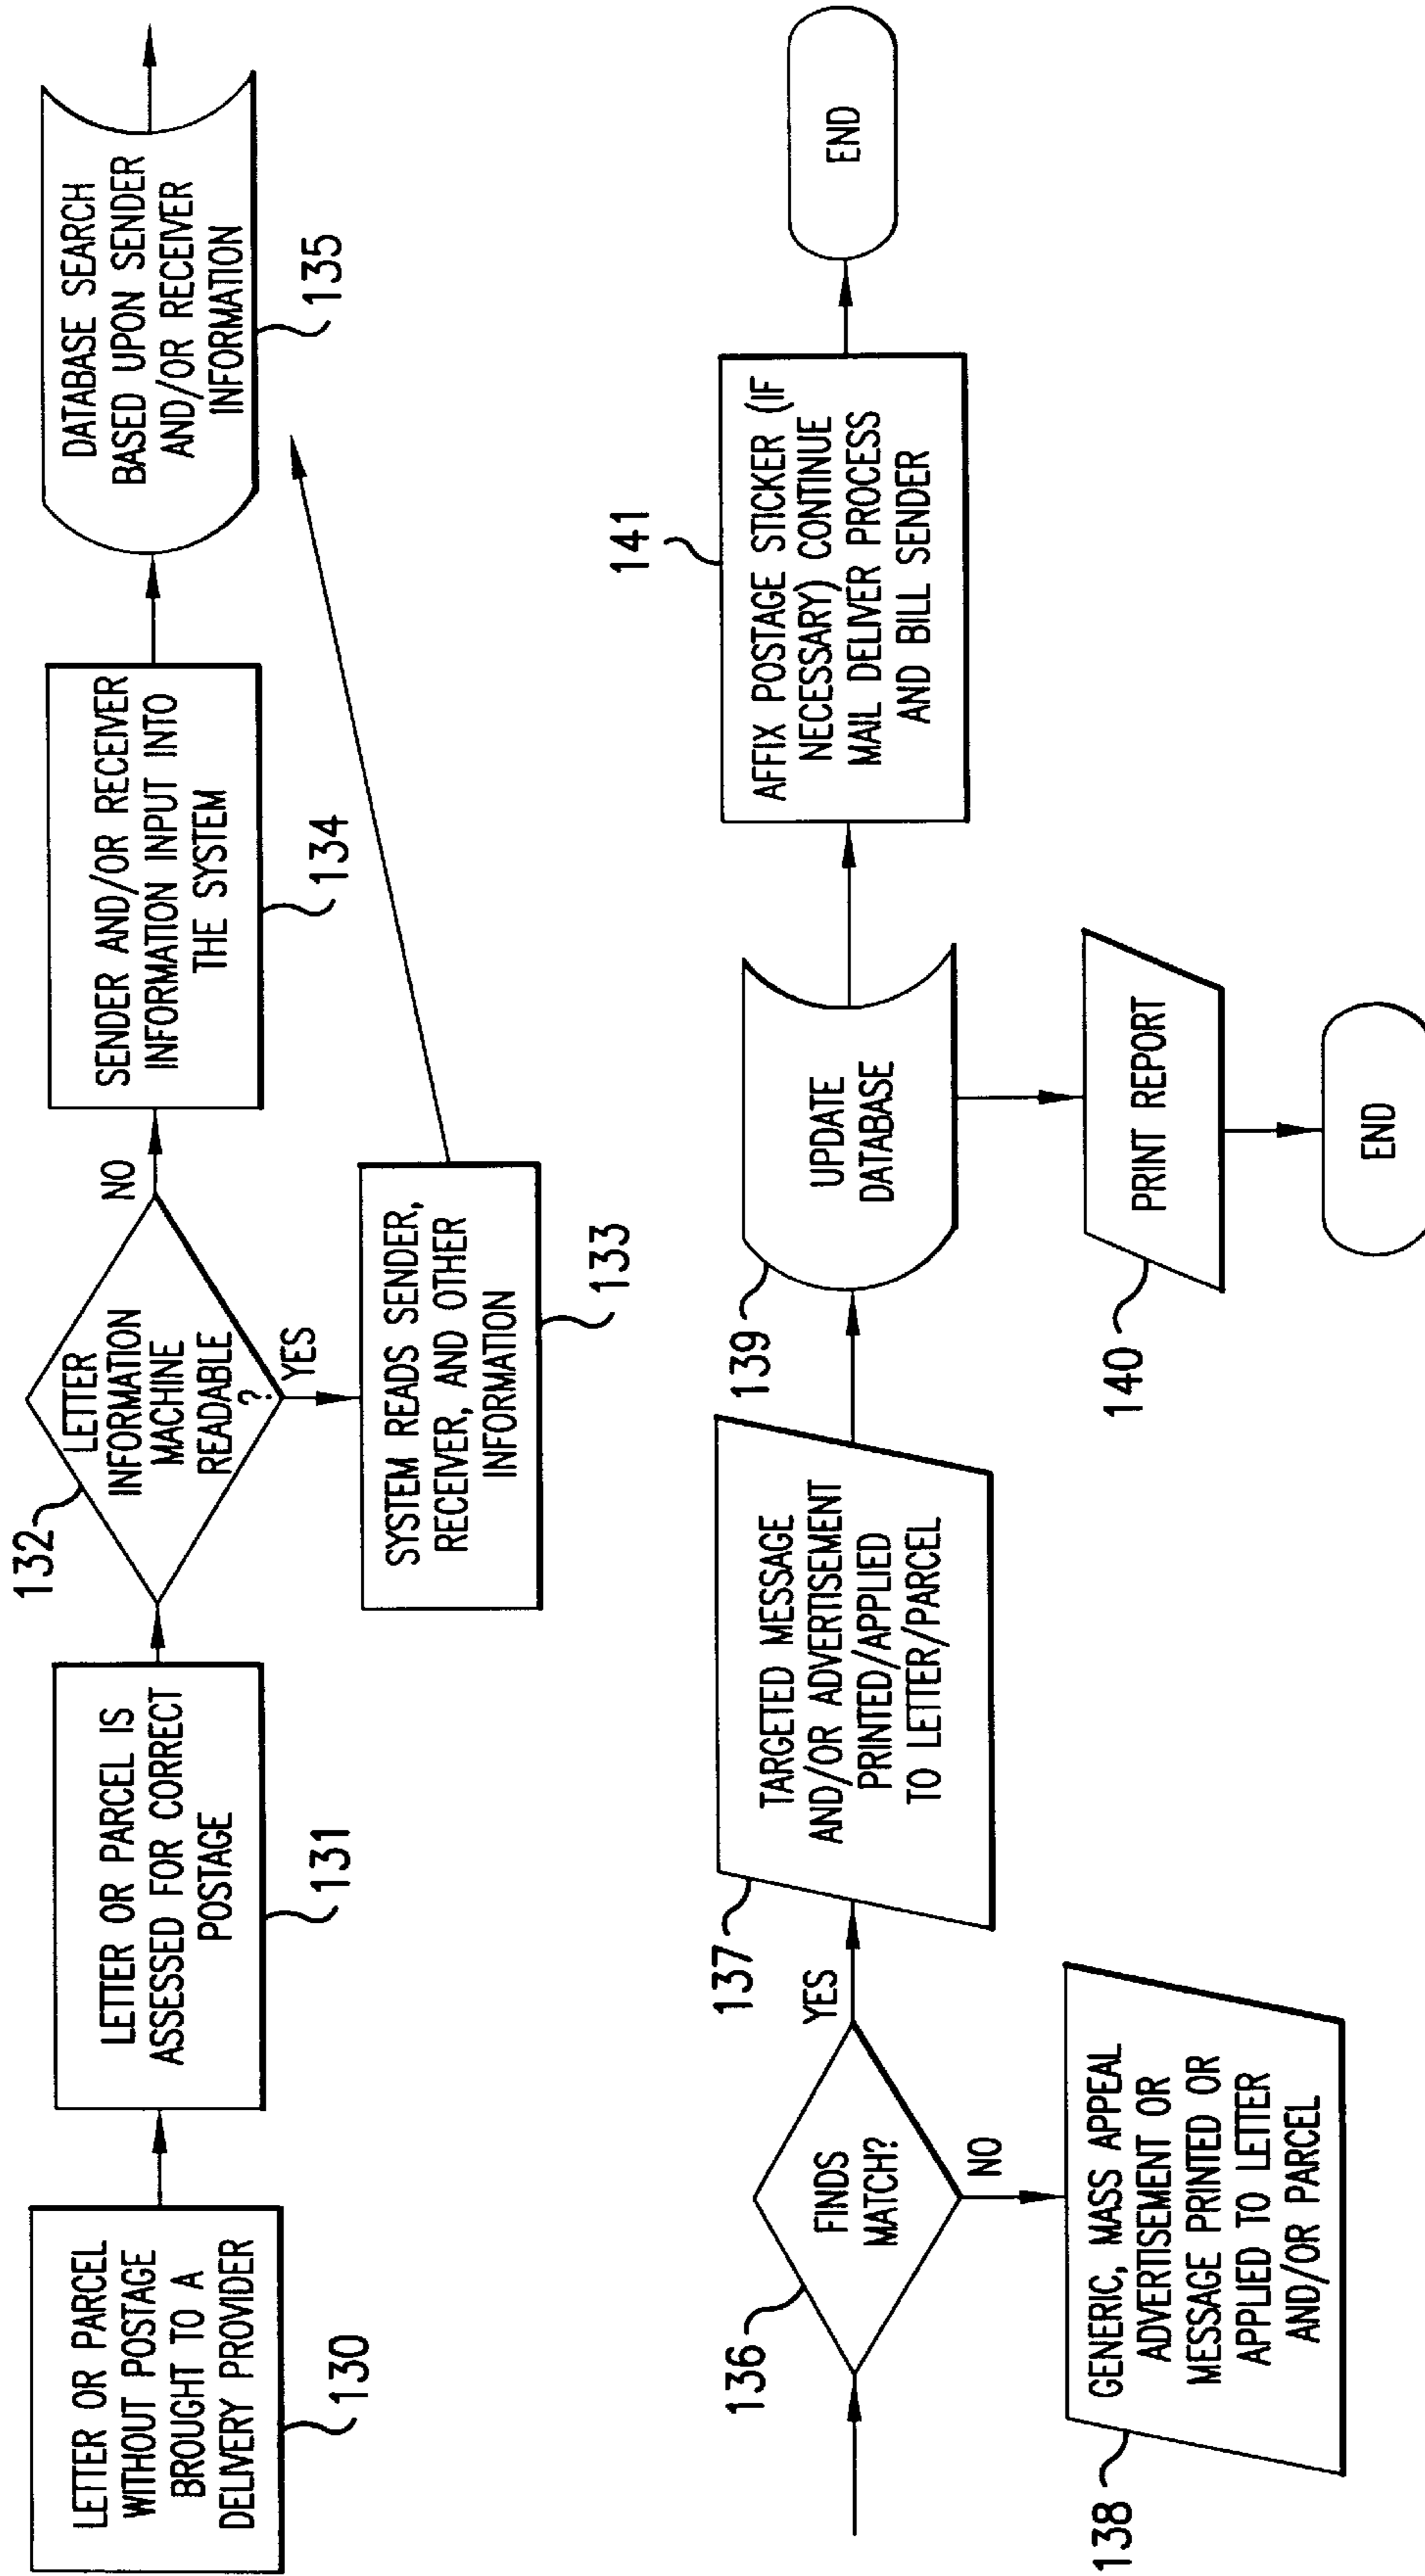 LETTER OR PARCEL
WITHOUT POSTAGE
BROUGHT TO A
DELIVERY PROVIDER
130
LETTER OR PARCEL IS
ASSESSED FOR CORRECT
POSTAGE
131
132
LETTER
INFORMATION
MACHINE
READABLE
?
NO
YES
SYSTEM READS SENDER,
RECEIVER, AND OTHER
INFORMATION
133
SENDER AND/OR RECEIVER
INFORMATION INPUT INTO
THE SYSTEM
134
DATABASE SEARCH
BASED UPON SENDER
AND/OR RECEIVER
INFORMATION
135
136
FINDS
MATCH?
YES
NO
137
TARGETED MESSAGE
AND/OR ADVERTISEMENT
PRINTED/APPLIED
TO LETTER/PARCEL
138
GENERIC, MASS APPEAL
ADVERTISEMENT OR
MESSAGE PRINTED OR
APPLIED TO LETTER
AND/OR PARCEL
139
UPDATE
DATABASE
140
PRINT REPORT
END
141
AFFIX POSTAGE STICKER (IF
NECESSARY) CONTINUE
MAIL DELIVER PROCESS
AND BILL SENDER
END